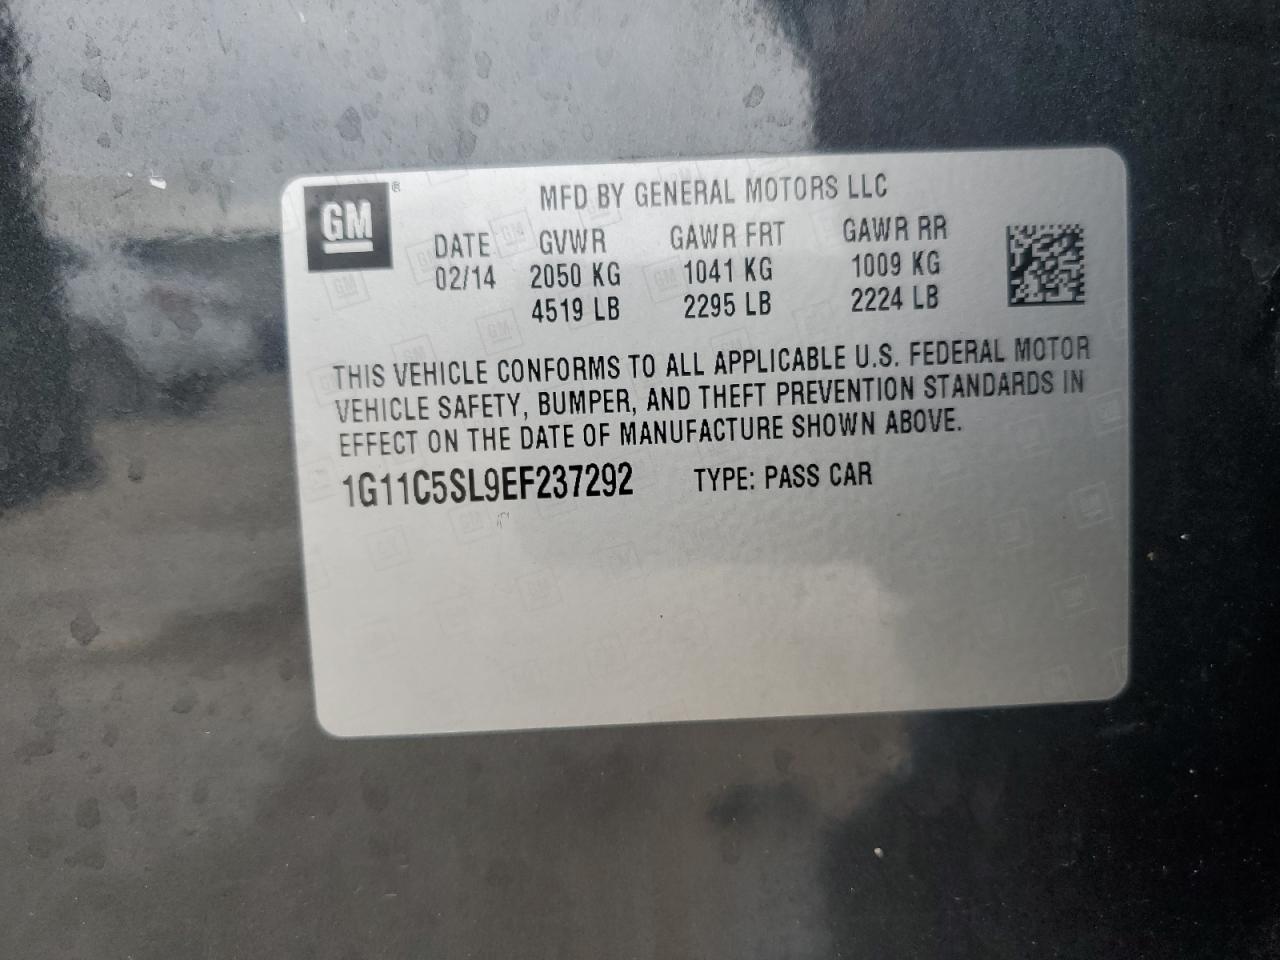 GM®
MFD BY GENERAL MOTORS LLC
DATE GVWR GAWR FRT GAWR RR
02/14 2050 KG 1041 KG 1009 KG
4519 LB 2295 LB 2224 LB
THIS VEHICLE CONFORMS TO ALL APPLICABLE U.S. FEDERAL MOTOR
VEHICLE SAFETY, BUMPER, AND THEFT PREVENTION STANDARDS IN
EFFECT ON THE DATE OF MANUFACTURE SHOWN ABOVE.
1G11C5SL9EF237292 TYPE: PASS CAR